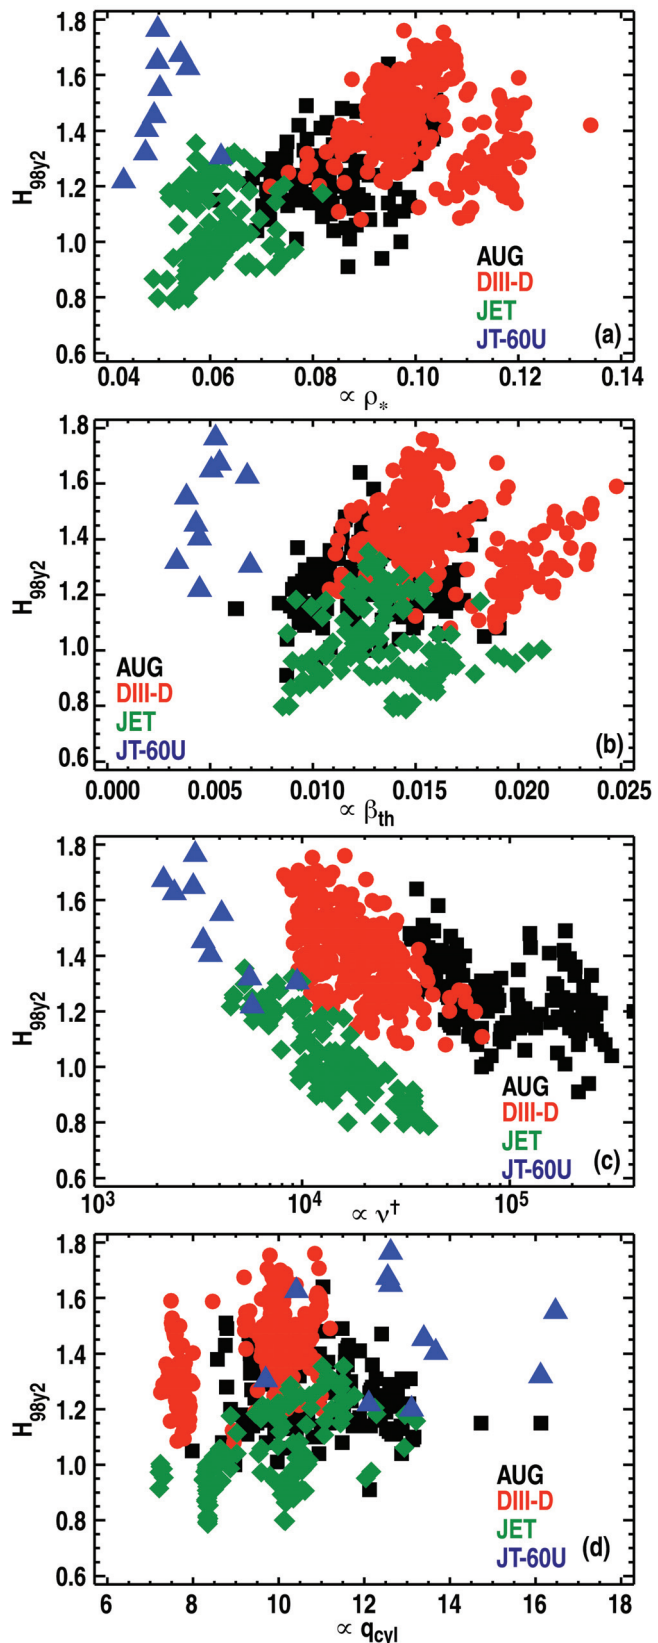 1.8
1.6
1.4
1.2
1.0
0.8
0.6
H98y2
AUG
DIII-D
JET
JT-60U
(a)
0.04 0.06 0.08 0.10 0.12 0.14
∝ ρ*
1.8
1.6
1.4
1.2
1.0
0.8
0.6
H98y2
AUG
DIII-D
JET
JT-60U
(b)
0.000 0.005 0.010 0.015 0.020 0.025
∝ βth
1.8
1.6
1.4
1.2
1.0
0.8
0.6
H98y2
AUG
DIII-D
JET
JT-60U
(c)
10³ 10⁴ 10⁵
∝ ν†
1.8
1.6
1.4
1.2
1.0
0.8
0.6
H98y2
AUG
DIII-D
JET
JT-60U
(d)
6 8 10 12 14 16 18
∝ qcyl